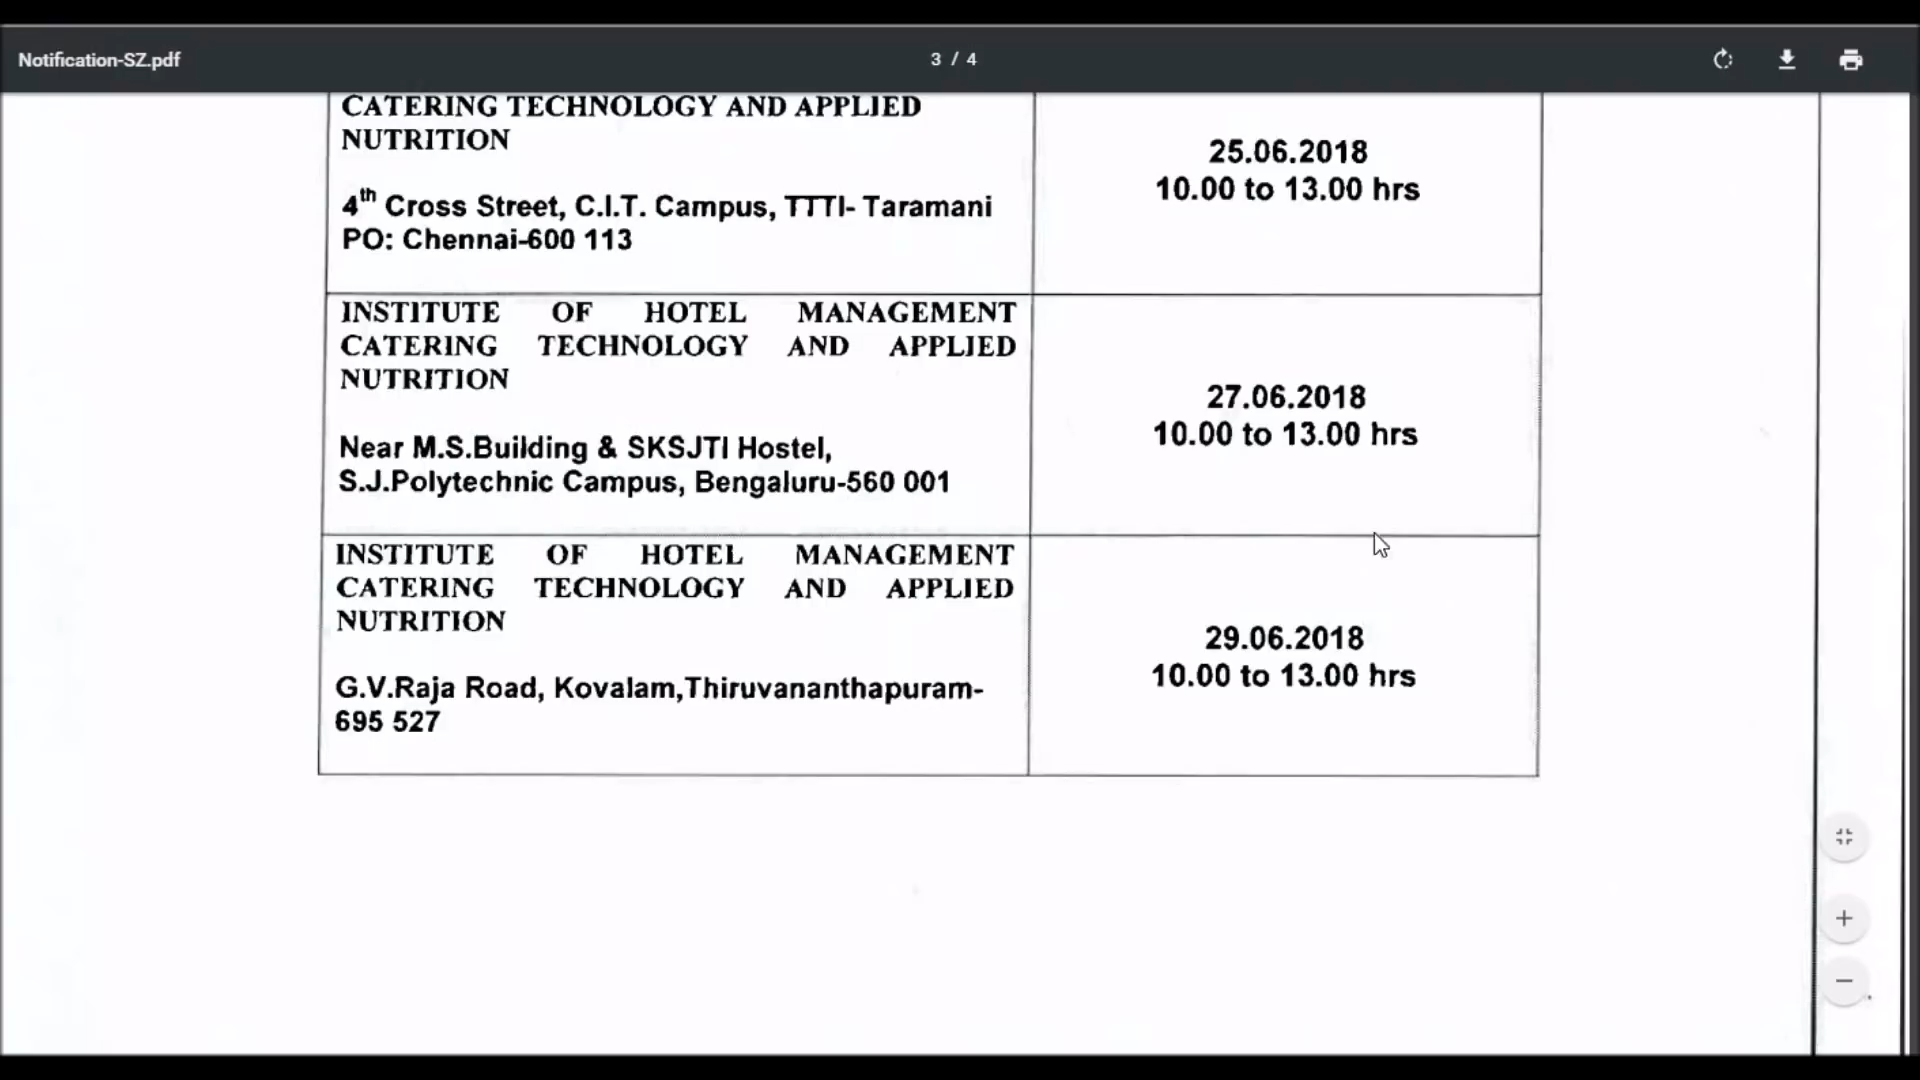 Notification-SZ.pdf
3 / 4
CATERING TECHNOLOGY AND APPLIED
NUTRITION
4th Cross Street, C.I.T. Campus, TTTI- Taramani
PO: Chennai-600 113
25.06.2018
10.00 to 13.00 hrs
INSTITUTE OF HOTEL MANAGEMENT
CATERING TECHNOLOGY AND APPLIED
NUTRITION
Near M.S.Building & SKSJTI Hostel,
S.J.Polytechnic Campus, Bengaluru-560 001
27.06.2018
10.00 to 13.00 hrs
INSTITUTE OF HOTEL MANAGEMENT
CATERING TECHNOLOGY AND APPLIED
NUTRITION
G.V.Raja Road, Kovalam,Thiruvananthapuram-
695 527
29.06.2018
10.00 to 13.00 hrs